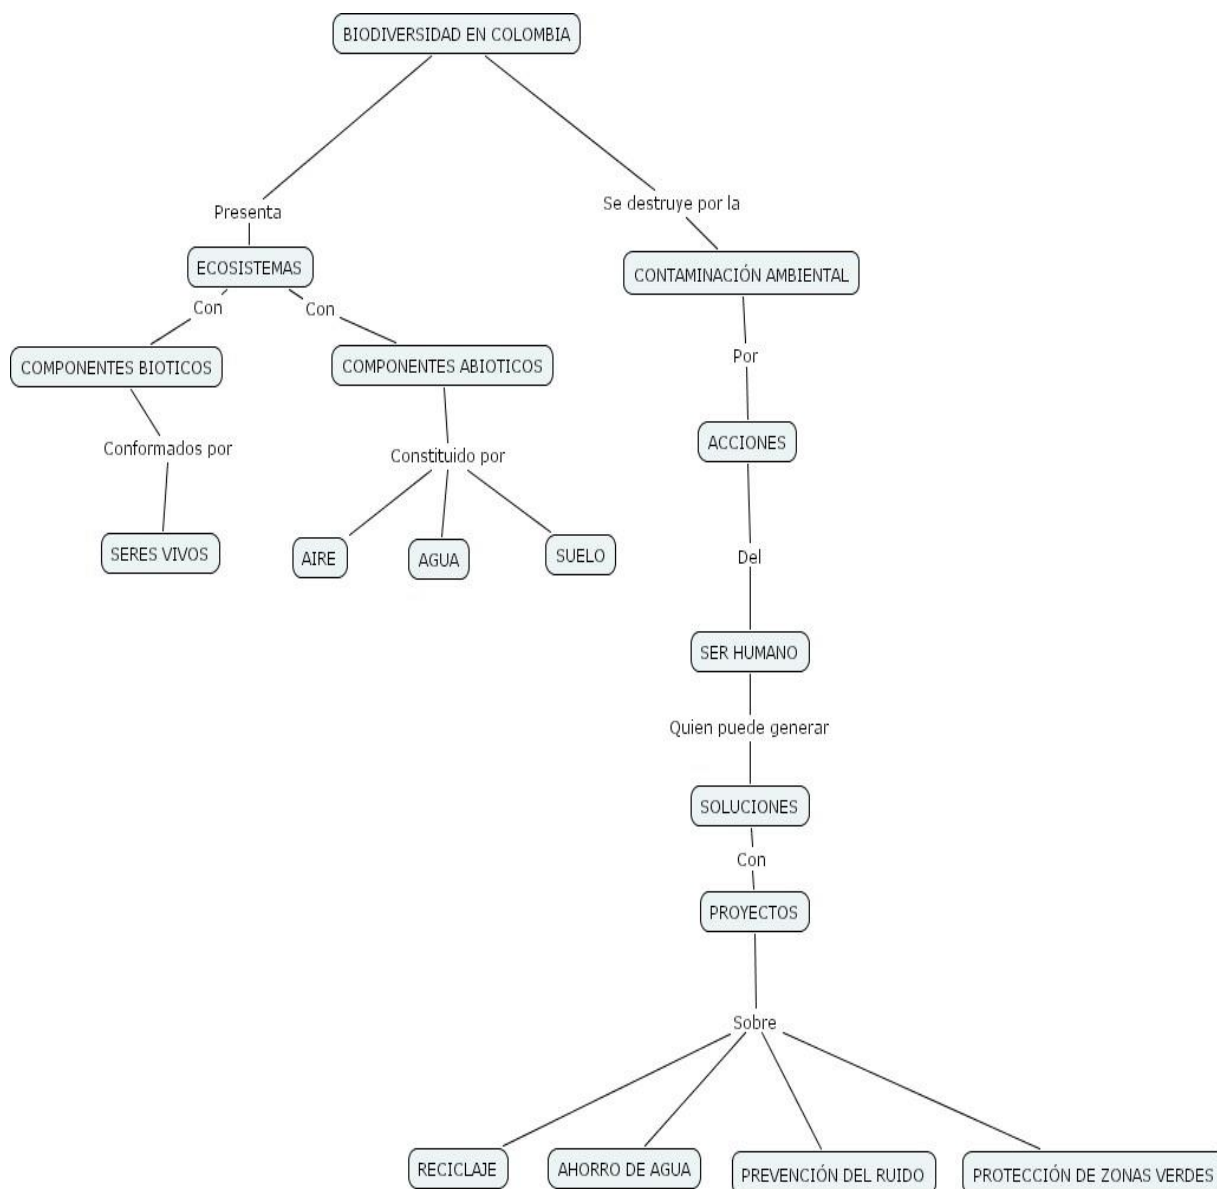 BIODIVERSIDAD EN COLOMBIA
Presenta
Se destruye por la
ECOSISTEMAS
CONTAMINACIÓN AMBIENTAL
Con
Con
COMPONENTES BIOTICOS
COMPONENTES ABIOTICOS
Por
Conformados por
Constituido por
ACCIONES
SERES VIVOS
AIRE
AGUA
SUELO
Del
SER HUMANO
Quien puede generar
SOLUCIONES
Con
PROYECTOS
Sobre
RECICLAJE
AHORRO DE AGUA
PREVENCIÓN DEL RUIDO
PROTECCIÓN DE ZONAS VERDES